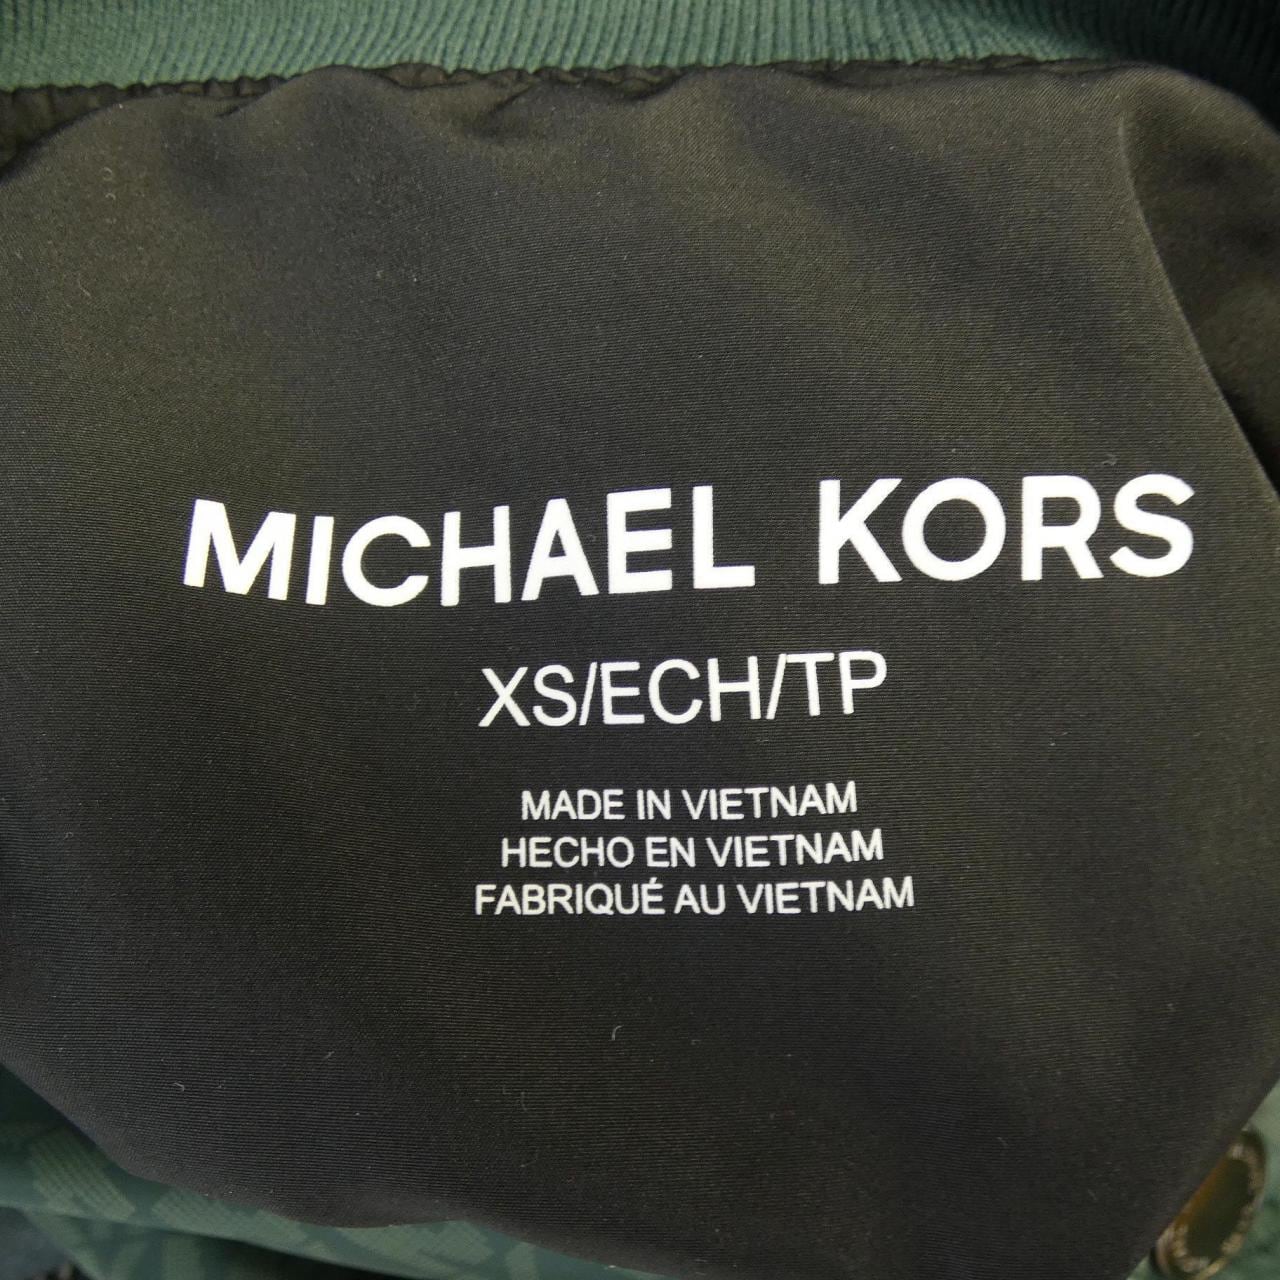 MICHAEL KORS
XS/ECH/TP
MADE IN VIETNAM
HECHO EN VIETNAM
FABRIQUÉ AU VIETNAM